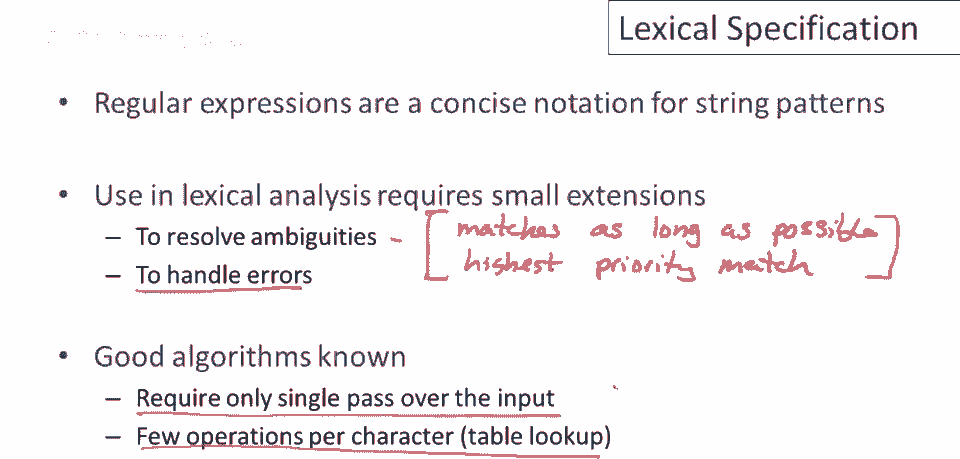 Lexical Specification
• Regular expressions are a concise notation for string patterns
• Use in lexical analysis requires small extensions
– To resolve ambiguities - [ matches as long as possible
– To handle errors highest priority match ]
• Good algorithms known
– Require only single pass over the input
– Few operations per character (table lookup)